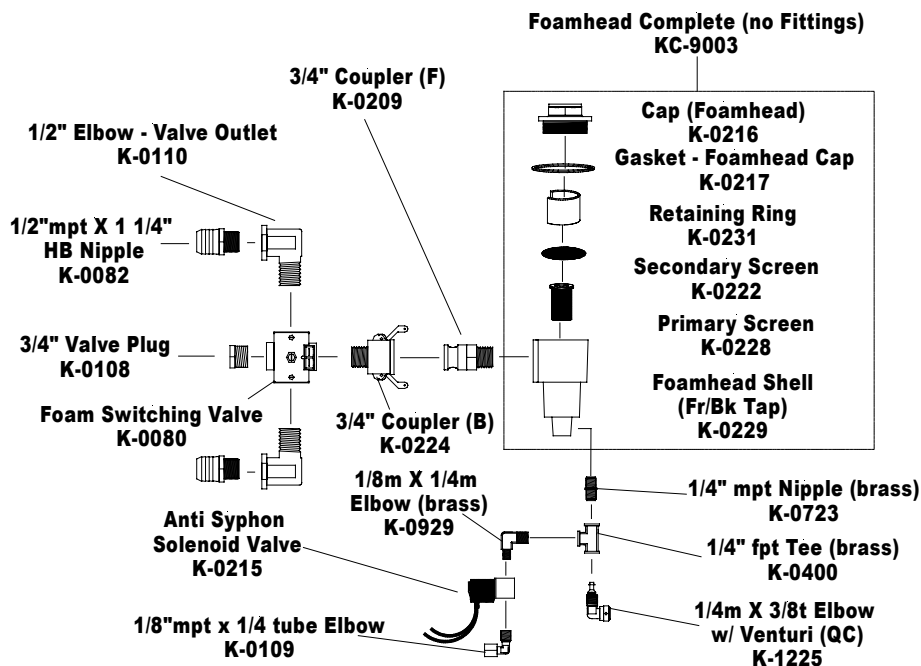 Foamhead Complete (no Fittings)
KC-9003
3/4" Coupler (F)
K-0209
1/2" Elbow - Valve Outlet
K-0110
1/2"mpt X 1 1/4"
HB Nipple
K-0082
3/4" Valve Plug
K-0108
Foam Switching Valve
K-0080
3/4" Coupler (B)
K-0224
Cap (Foamhead)
K-0216
Gasket - Foamhead Cap
K-0217
Retaining Ring
K-0231
Secondary Screen
K-0222
Primary Screen
K-0228
Foamhead Shell
(Fr/Bk Tap)
K-0229
1/8m X 1/4m
Elbow (brass)
K-0929
Anti Syphon
Solenoid Valve
K-0215
1/8"mpt x 1/4 tube Elbow
K-0109
1/4" mpt Nipple (brass)
K-0723
1/4" fpt Tee (brass)
K-0400
1/4m X 3/8t Elbow
w/ Venturi (QC)
K-1225